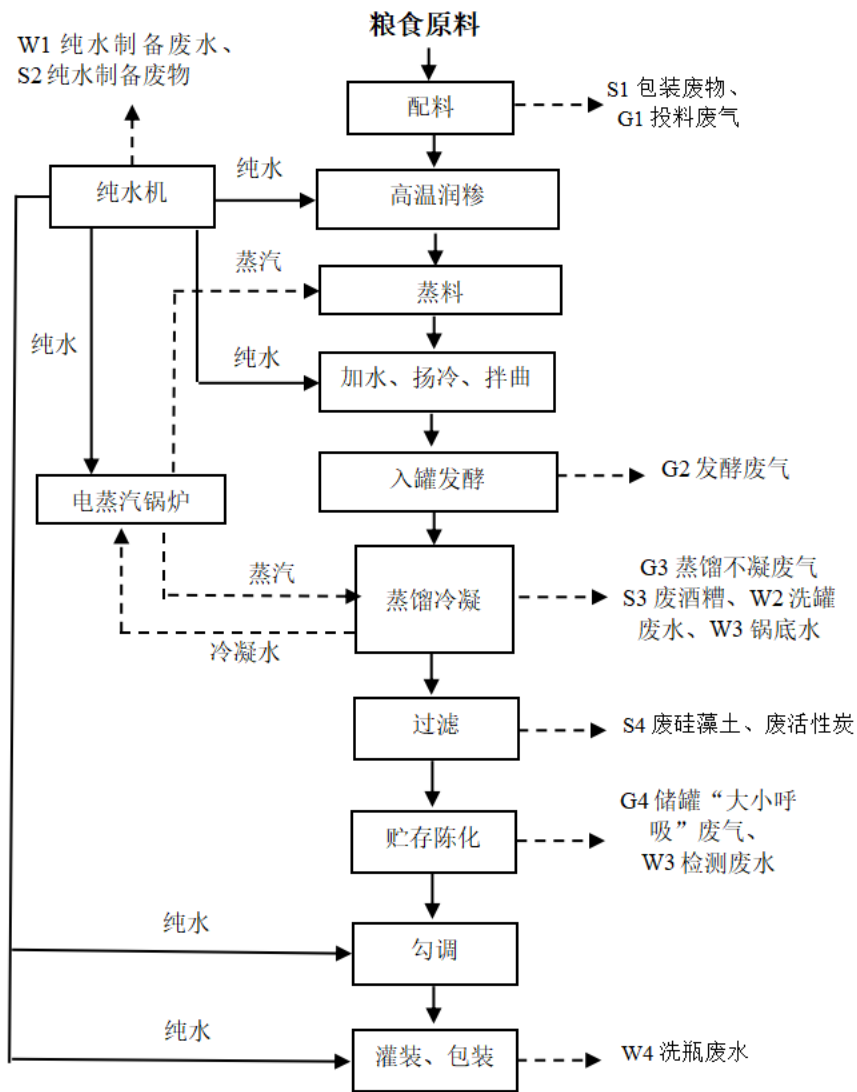 粮食原料
W1 纯水制备废水、
S2 纯水制备废物
配料
S1 包装废物、
G1 投料废气
纯水机
纯水
高温润糁
蒸汽
蒸料
纯水
纯水
加水、扬冷、拌曲
入罐发酵
G2 发酵废气
电蒸汽锅炉
蒸汽
冷凝水
蒸馏冷凝
G3 蒸馏不凝废气
S3 废酒糟、W2 洗罐
废水、W3 锅底水
过滤
S4 废硅藻土、废活性炭
贮存陈化
G4 储罐“大小呼
吸”废气、
W3 检测废水
纯水
勾调
纯水
灌装、包装
W4 洗瓶废水